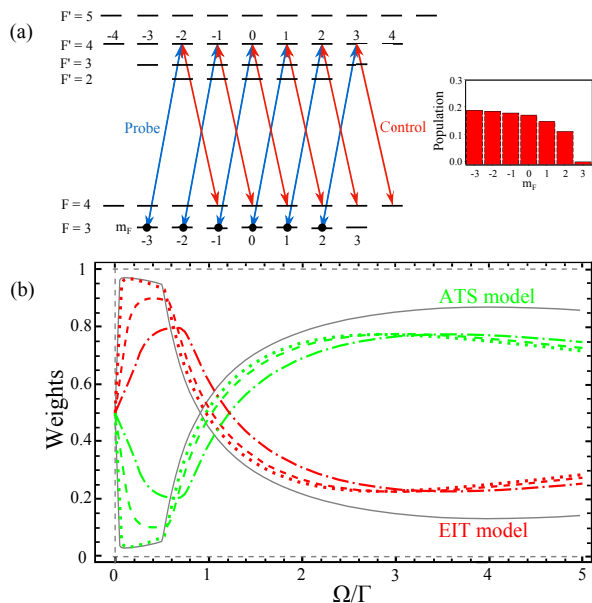 (a)
F' = 5
-4 -3 -2 -1 0 1 2 3 4
F' = 4
F' = 3
F' = 2
Probe
Control
F = 4
F = 3
m_F
-3 -2 -1 0 1 2 3
Population
0.3
0.2
0.1
0.0
-3 -2 -1 0 1 2 3
m_F
(b)
Weights
1
0.8
0.6
0.4
0.2
0
ATS model
EIT model
0 1 2 3 4 5
Ω/Γ